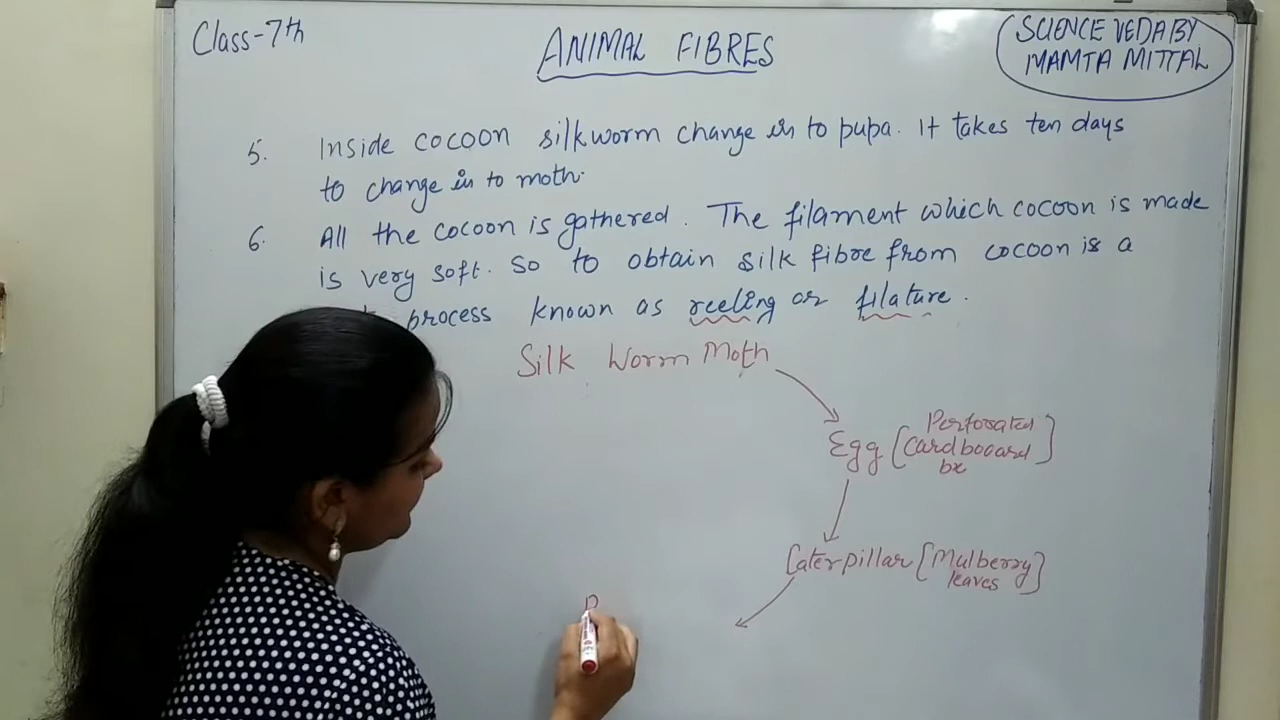 Class-7th
ANIMAL FIBRES
SCIENCE VEDA BY
MAMTA MITTAL
5. Inside cocoon silkworm change in to pupa. It takes ten days
to change in to moth.
6. All the cocoon is gathered. The filament which cocoon is made
is very soft. So to obtain silk fibre from cocoon is a
process known as reeling or filature.
Silk Worm Moth
Egg [Perforated
Cardbooard
bx]
Caterpillar [Mulberry
leaves]